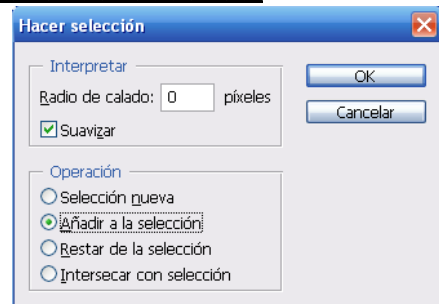 Hacer selección
Interpretar
Radio de calado: 0 píxeles
Suavizar
OK
Cancelar
Operación
Selección nueva
Añadir a la selección
Restar de la selección
Intersecar con selección